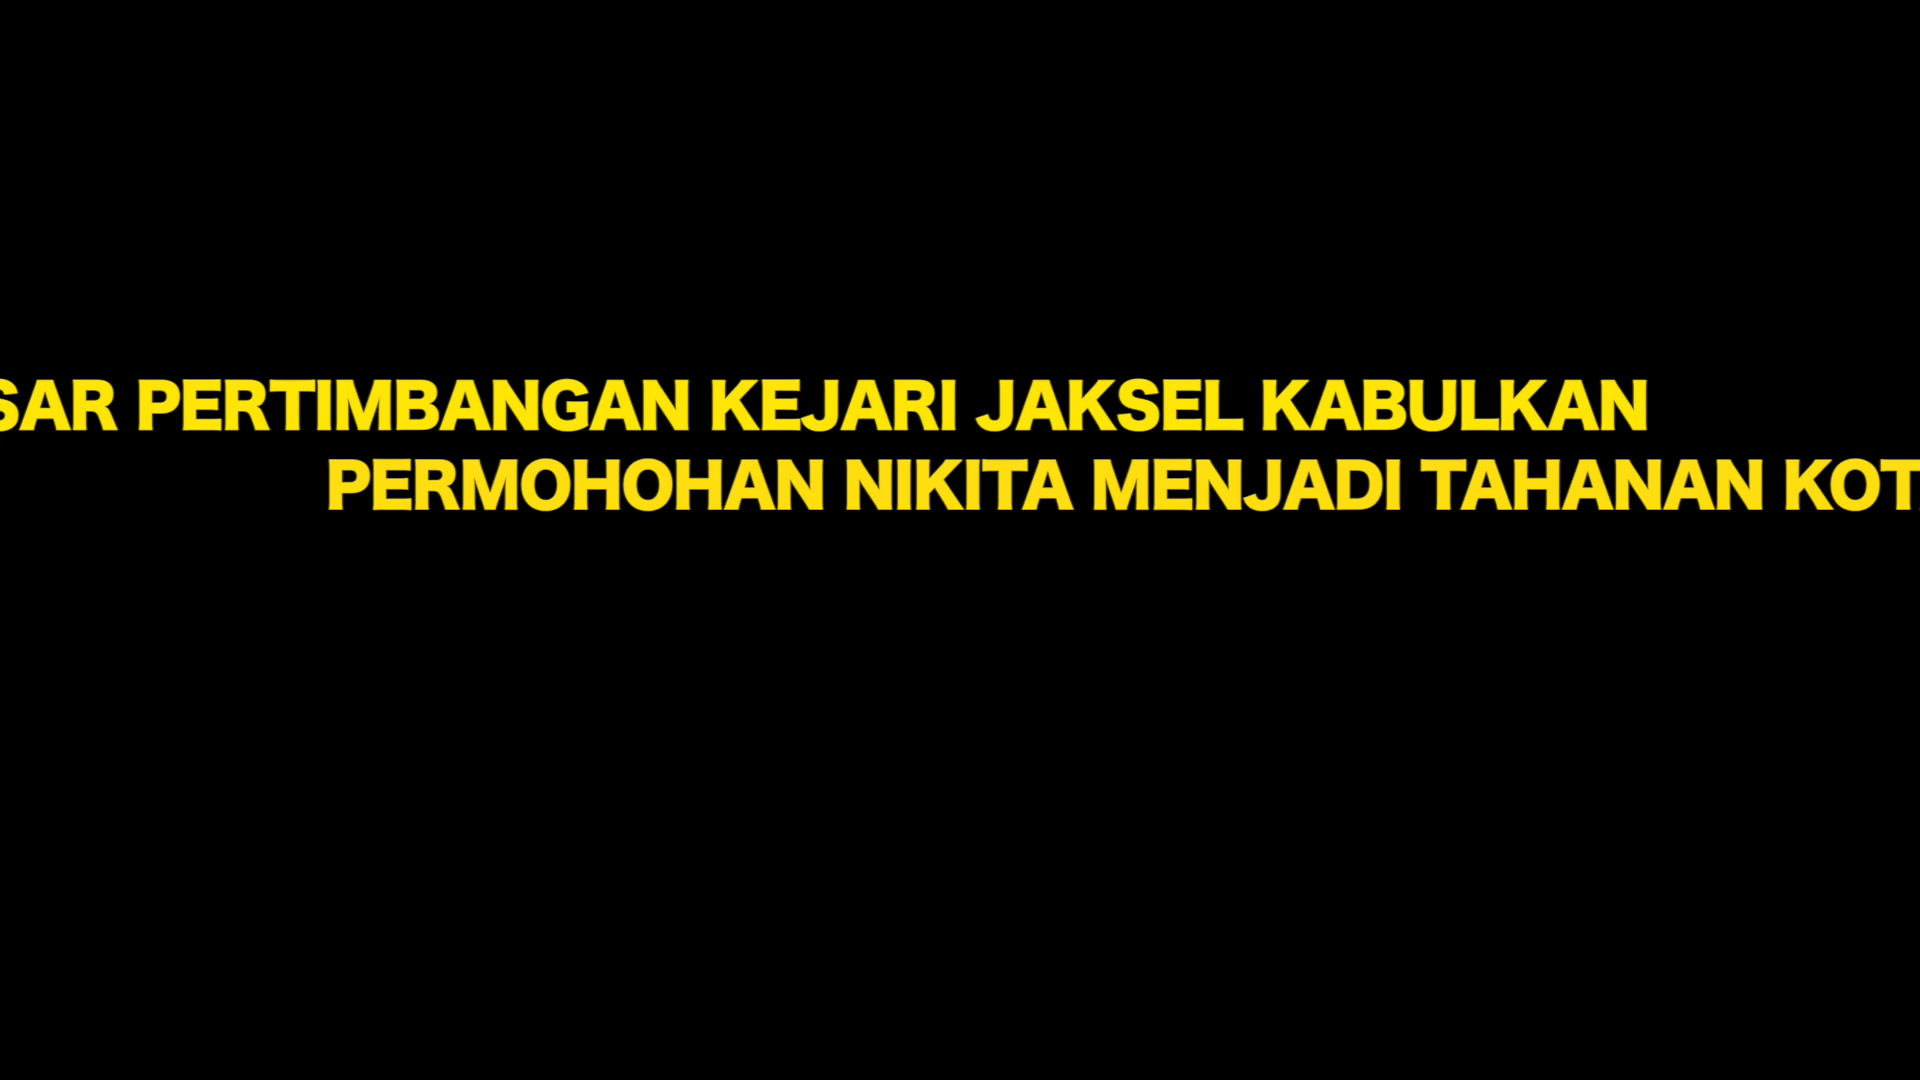 SAR PERTIMBANGAN KEJARI JAKSEL KABULKAN
PERMOHOHAN NIKITA MENJADI TAHANAN KOT